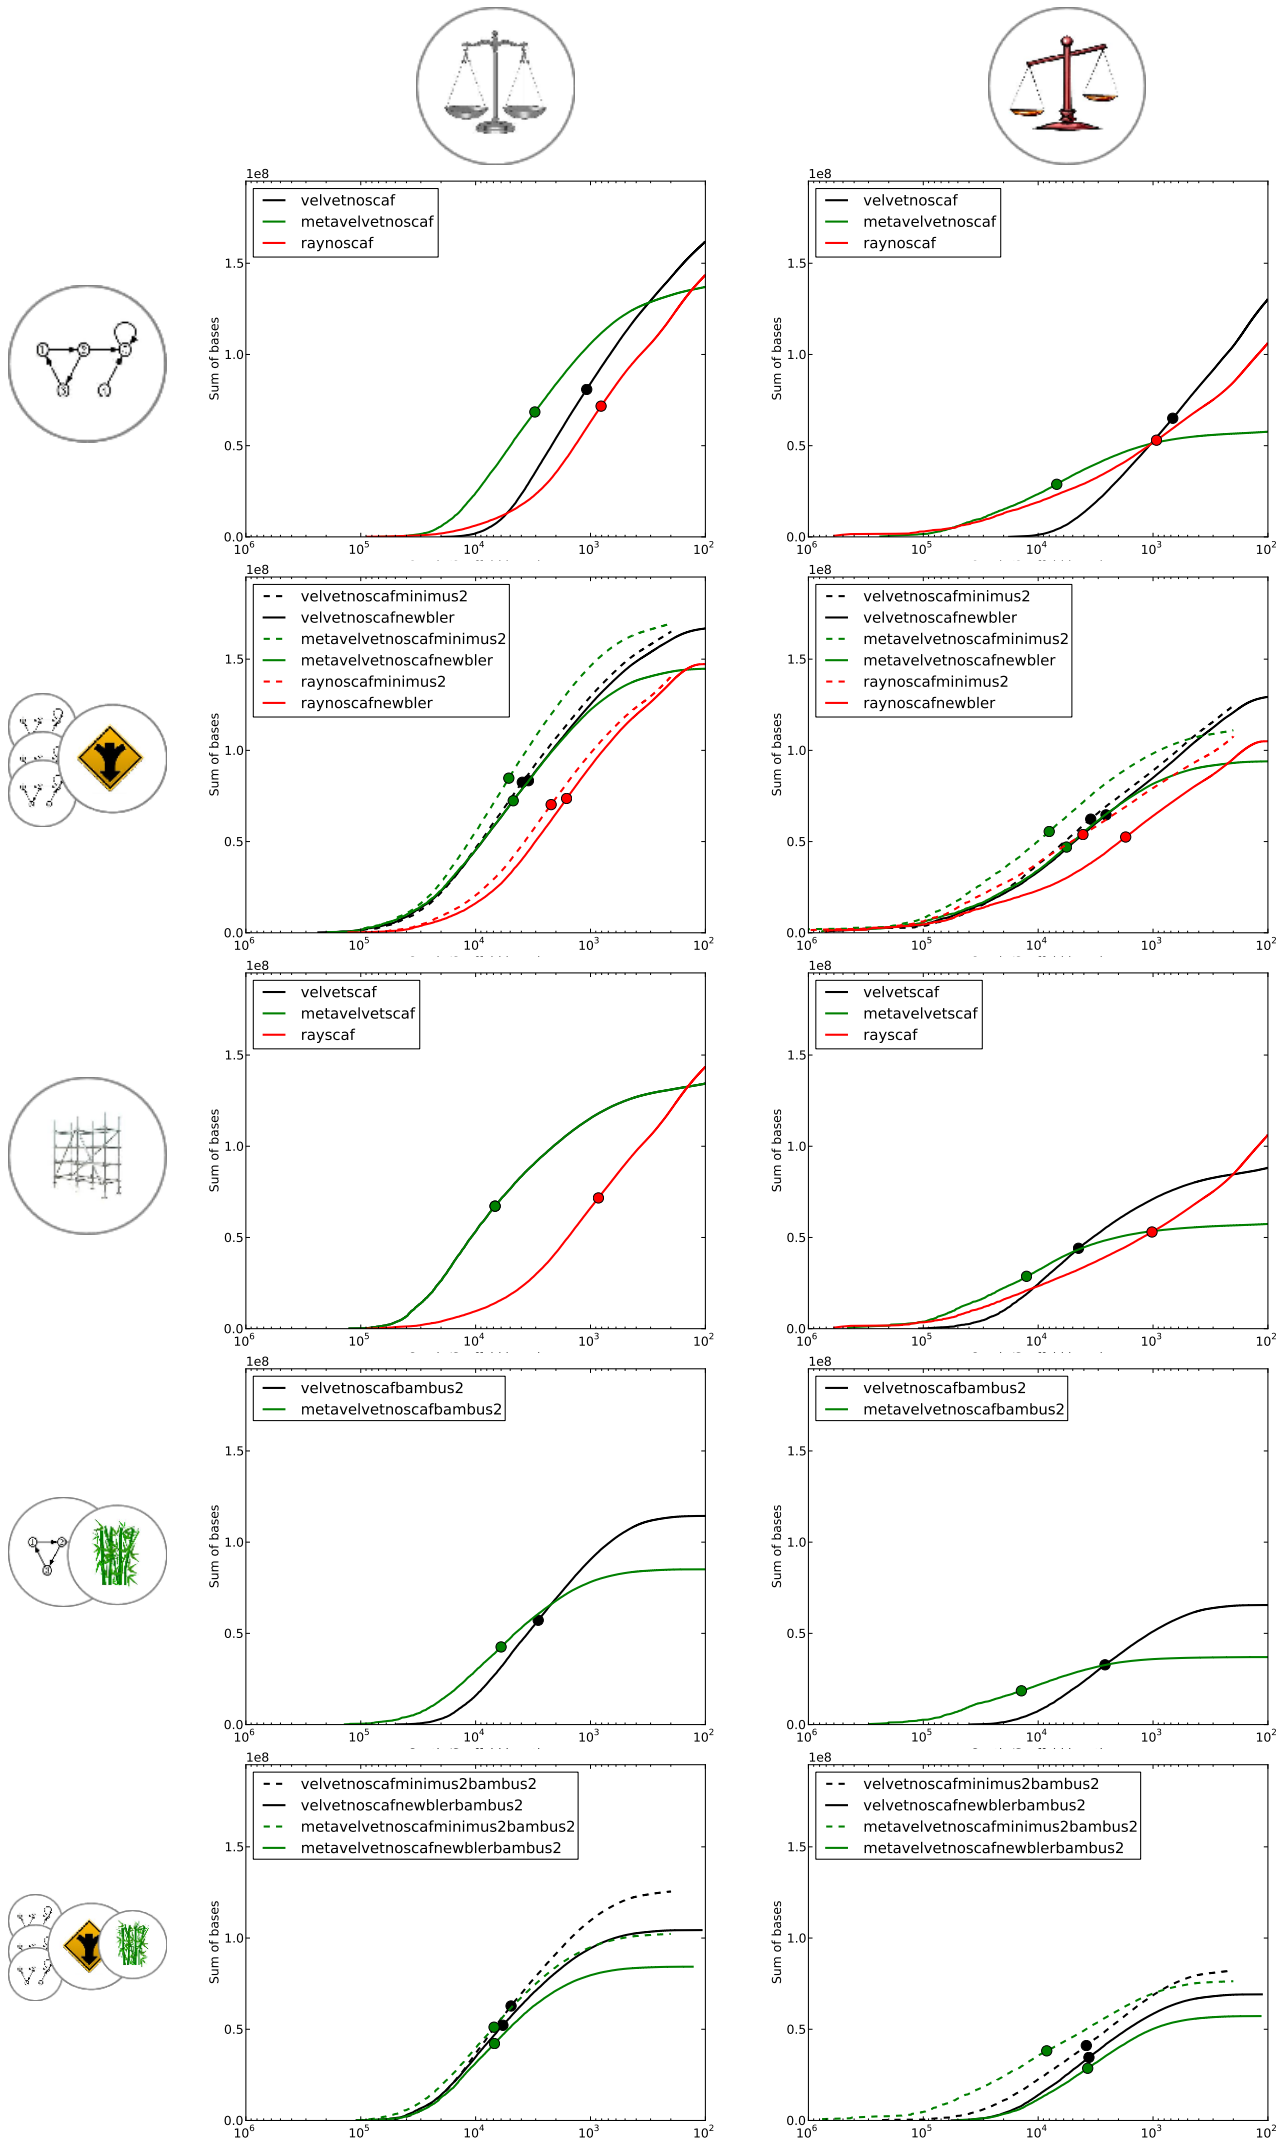 1e8
velvetnoscaf
metavelvetnoscaf
raynoscaf
Sum of bases
1.5
1.0
0.5
0.0
10⁶ 10⁵ 10⁴ 10³ 10²
1e8
velvetnoscaf
metavelvetnoscaf
raynoscaf
Sum of bases
1.5
1.0
0.5
0.0
10⁶ 10⁵ 10⁴ 10³ 10²
1e8
velvetnoscafminimus2
velvetnoscafnewbler
metavelvetnoscafminimus2
metavelvetnoscafnewbler
raynoscafminimus2
raynoscafnewbler
Sum of bases
1.5
1.0
0.5
0.0
10⁶ 10⁵ 10⁴ 10³ 10²
1e8
velvetnoscafminimus2
velvetnoscafnewbler
metavelvetnoscafminimus2
metavelvetnoscafnewbler
raynoscafminimus2
raynoscafnewbler
Sum of bases
1.5
1.0
0.5
0.0
10⁶ 10⁵ 10⁴ 10³ 10²
1e8
velvetscaf
metavelvetscaf
rayscaf
Sum of bases
1.5
1.0
0.5
0.0
10⁶ 10⁵ 10⁴ 10³ 10²
1e8
velvetscaf
metavelvetscaf
rayscaf
Sum of bases
1.5
1.0
0.5
0.0
10⁶ 10⁵ 10⁴ 10³ 10²
1e8
velvetnoscafbambus2
metavelvetnoscafbambus2
Sum of bases
1.5
1.0
0.5
0.0
10⁶ 10⁵ 10⁴ 10³ 10²
1e8
velvetnoscafbambus2
metavelvetnoscafbambus2
Sum of bases
1.5
1.0
0.5
0.0
10⁶ 10⁵ 10⁴ 10³ 10²
1e8
velvetnoscafminimus2bambus2
velvetnoscafnewblerbambus2
metavelvetnoscafminimus2bambus2
metavelvetnoscafnewblerbambus2
Sum of bases
1.5
1.0
0.5
0.0
10⁶ 10⁵ 10⁴ 10³ 10²
1e8
velvetnoscafminimus2bambus2
velvetnoscafnewblerbambus2
metavelvetnoscafminimus2bambus2
metavelvetnoscafnewblerbambus2
Sum of bases
1.5
1.0
0.5
0.0
10⁶ 10⁵ 10⁴ 10³ 10²